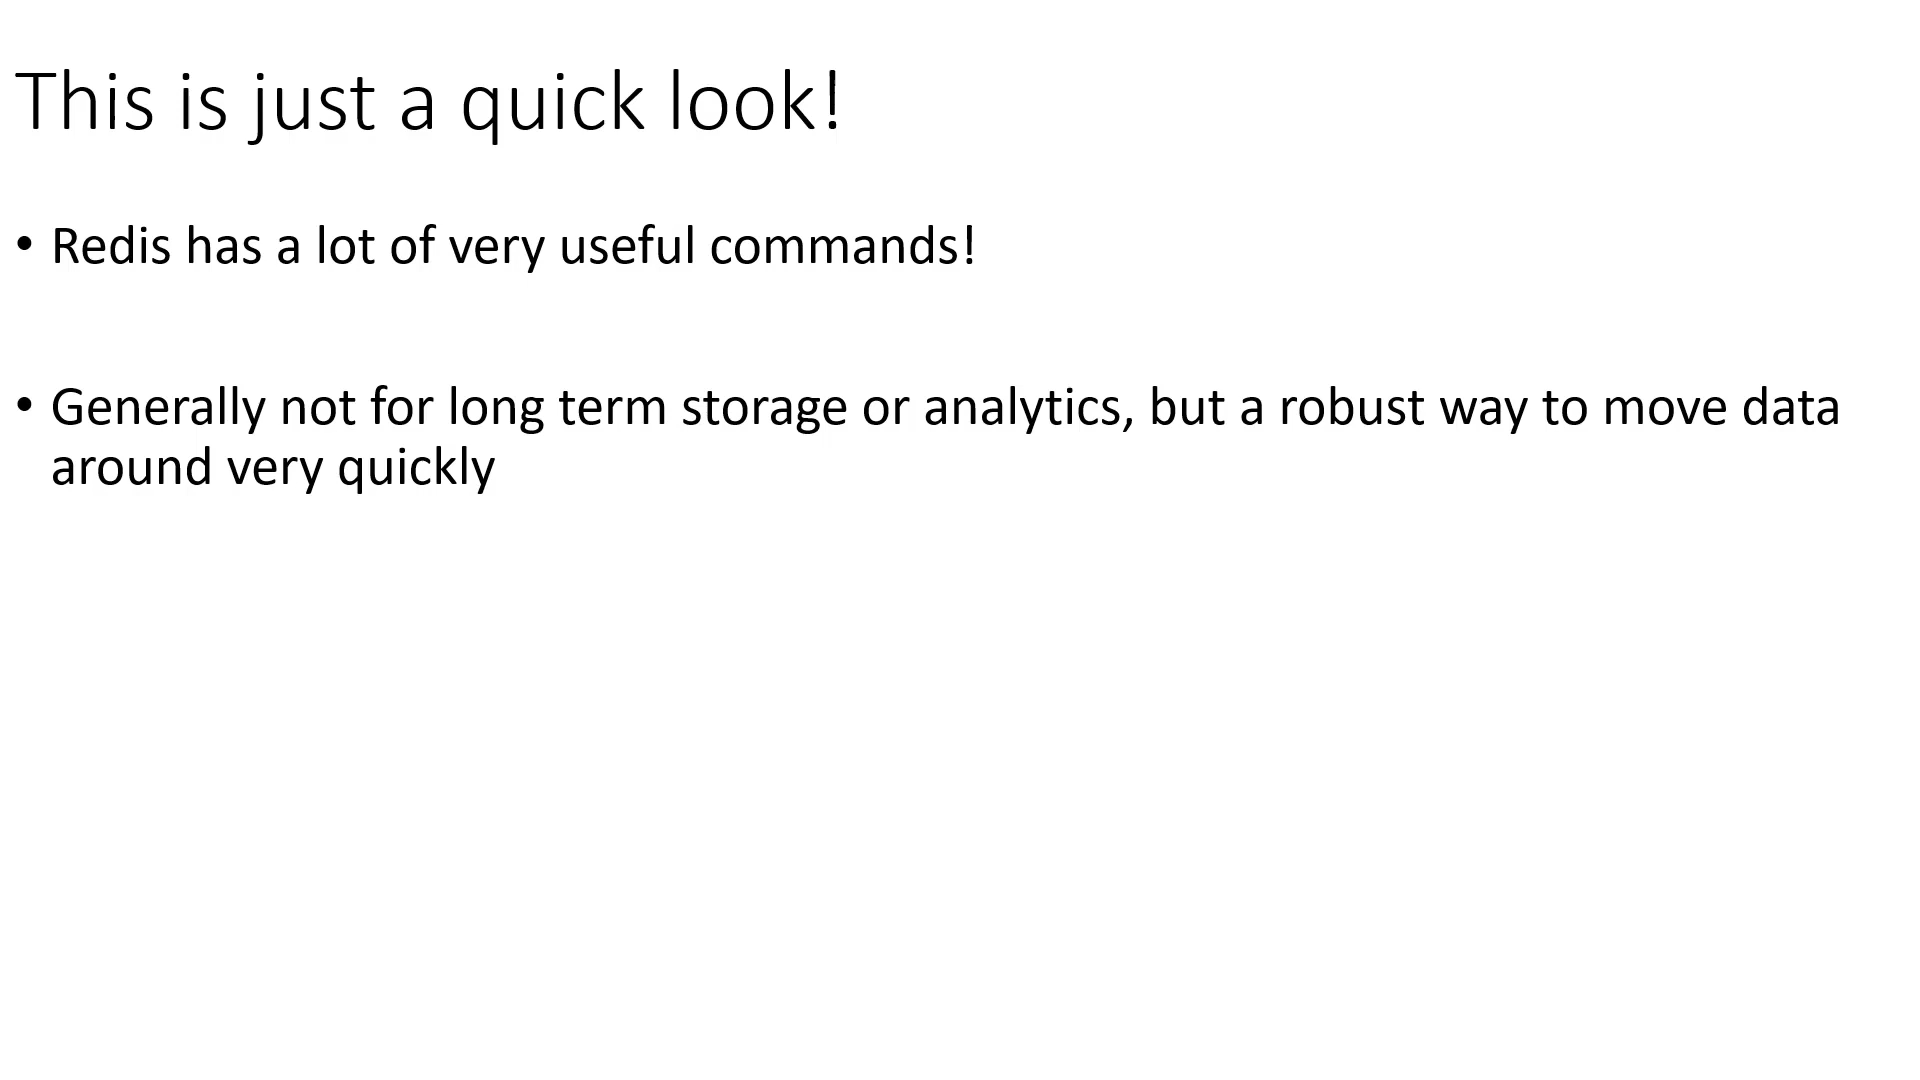 This is just a quick look!
• Redis has a lot of very useful commands!
• Generally not for long term storage or analytics, but a robust way to move data
around very quickly